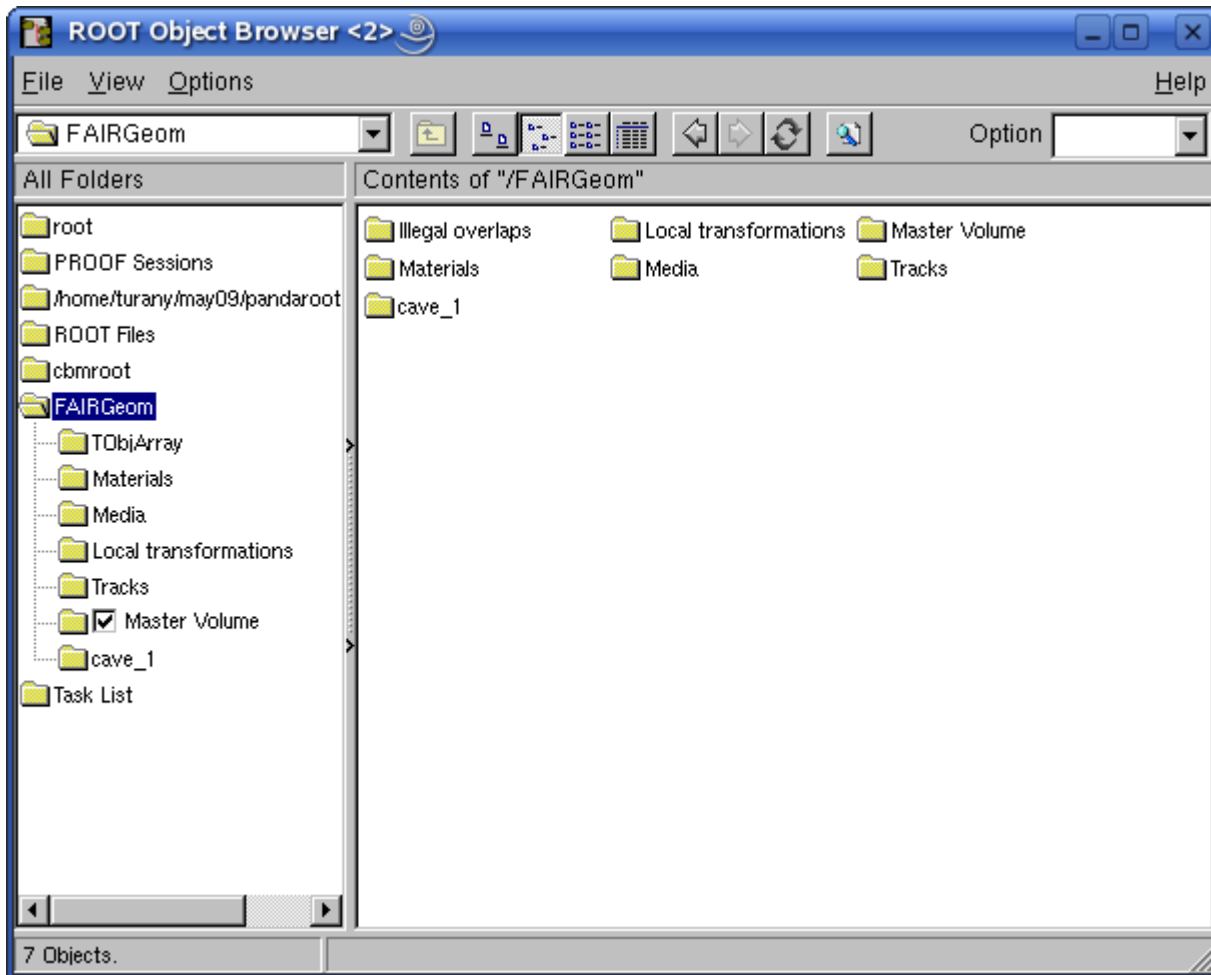 ROOT Object Browser <2>
File View Options Help
FAIRGeom Option
All Folders Contents of "/FAIRGeom"
root
PROOF Sessions
/home/turany/may09/pandaroot
ROOT Files
cbmroot
FAIRGeom
TObjArray
Materials
Media
Local transformations
Tracks
Master Volume
cave_1
Task List
Illegal overlaps Local transformations Master Volume
Materials Media Tracks
cave_1
7 Objects.